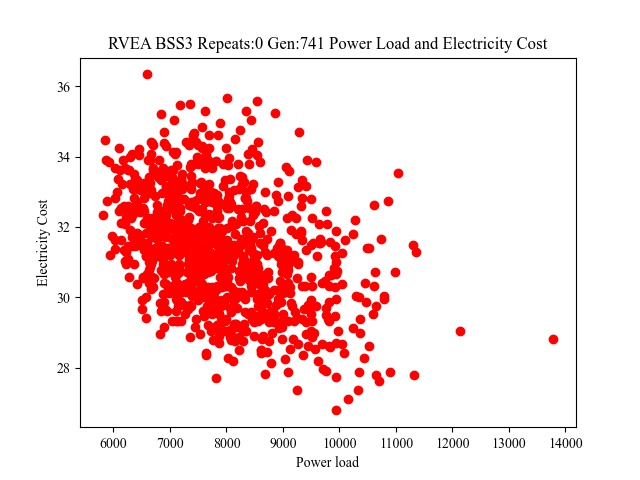 RVEA BSS3 Repeats:0 Gen:741 Power Load and Electricity Cost
36
34
32
30
28
Electricity Cost
6000 7000 8000 9000 10000 11000 12000 13000 14000
Power load